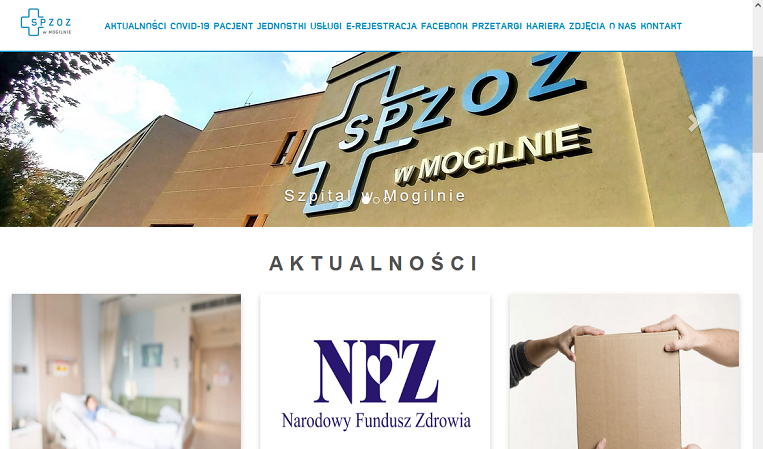 SPZOZ
w MOGILNIE
AKTUALNOŚCI COVID-19 PACJENT JEDNOSTKI USŁUGI E-REJESTRACJA FACEBOOK PRZETARGI KARIERA ZDJĘCIA O NAS KONTAKT
SPZOZ
w MOGILNIE
Szpital w Mogilnie
AKTUALNOŚCI
NFZ
Narodowy Fundusz Zdrowia